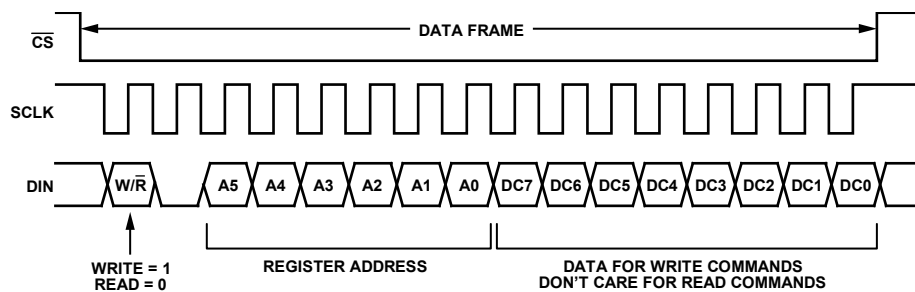 DATA FRAME
C̅S̅
SCLK
DIN
W/R̅ A5 A4 A3 A2 A1 A0 DC7 DC6 DC5 DC4 DC3 DC2 DC1 DC0
WRITE = 1
READ = 0
REGISTER ADDRESS
DATA FOR WRITE COMMANDS
DON'T CARE FOR READ COMMANDS